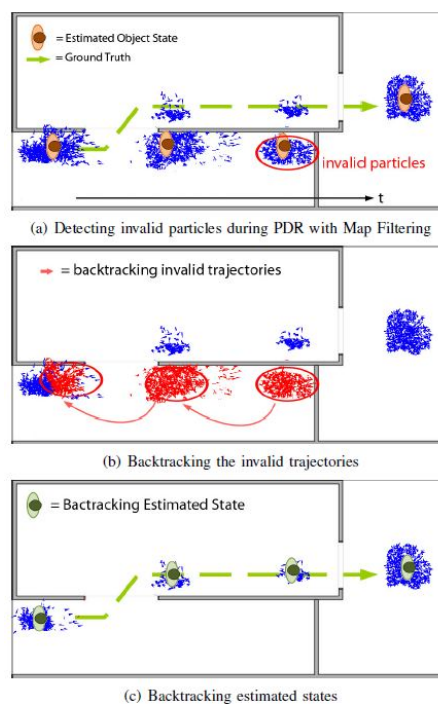 = Estimated Object State
= Ground Truth
invalid particles
t
(a) Detecting invalid particles during PDR with Map Filtering
= backtracking invalid trajectories
(b) Backtracking the invalid trajectories
= Bactracking Estimated State
(c) Backtracking estimated states